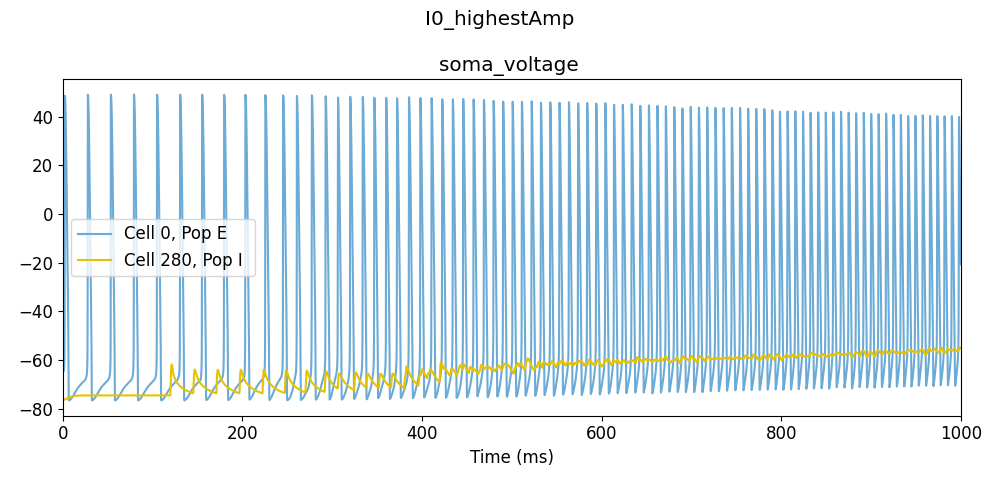 I0_highestAmp
soma_voltage
40
20
0
−20
−40
−60
−80
Cell 0, Pop E
Cell 280, Pop I
0 200 400 600 800 1000
Time (ms)